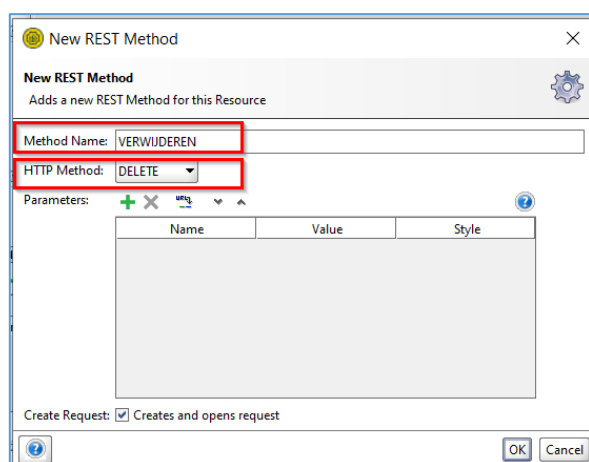 New REST Method
New REST Method
Adds a new REST Method for this Resource
Method Name: VERWIJDEREN
HTTP Method: DELETE
Parameters:
Name Value Style
Create Request: Creates and opens request
OK Cancel